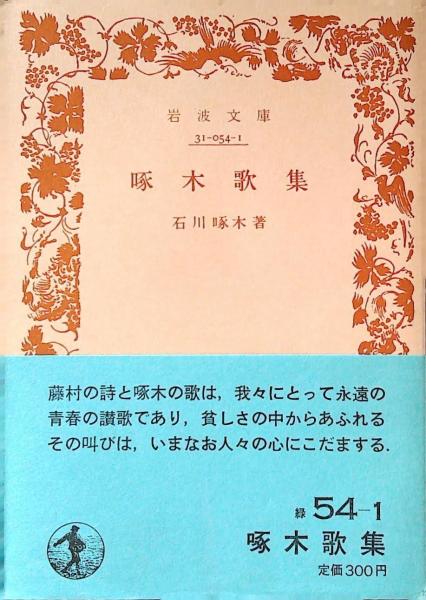 岩波文庫
31-054-1
啄木歌集
石川啄木著
藤村の詩と啄木の歌は，我々にとって永遠の
青春の讃歌であり，貧しさの中からあふれる
その叫びは，いまなお人々の心にこだまする．
緑 54-1
啄木歌集
定価300円